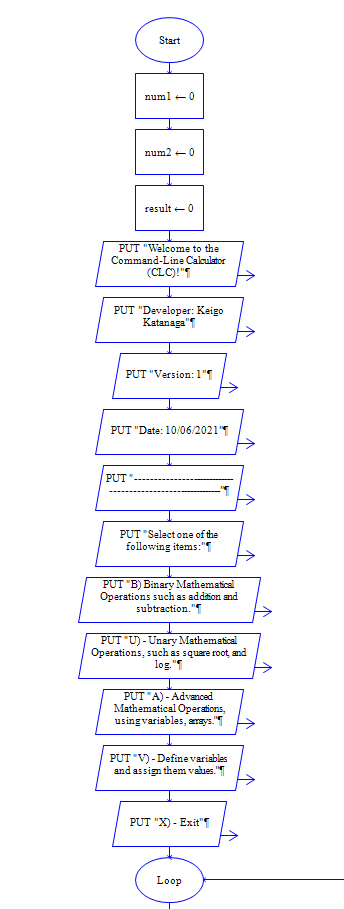 Start
num1 ← 0
num2 ← 0
result ← 0
PUT "Welcome to the
Command-Line Calculator
(CLC)!"¶
PUT "Developer: Keigo
Katanaga"¶
PUT "Version: 1"¶
PUT "Date: 10/06/2021"¶
PUT "------------------------------
---------------------------------"¶
PUT "Select one of the
following items:"¶
PUT "B) Binary Mathematical
Operations such as addition and
subtraction."¶
PUT "U) - Unary Mathematical
Operations, such as square root, and
log."¶
PUT "A) - Advanced
Mathematical Operations,
using variables, arrays."¶
PUT "V) - Define variables
and assign them values."¶
PUT "X) - Exit"¶
Loop